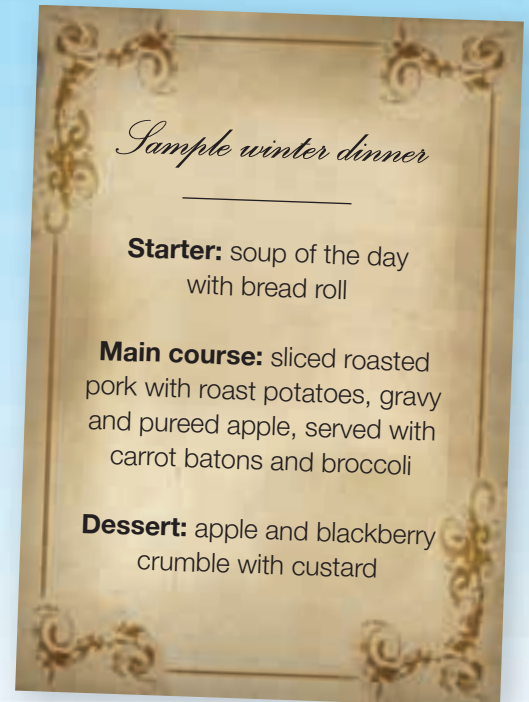 Sample winter dinner
Starter: soup of the day
with bread roll
Main course: sliced roasted
pork with roast potatoes, gravy
and pureed apple, served with
carrot batons and broccoli
Dessert: apple and blackberry
crumble with custard